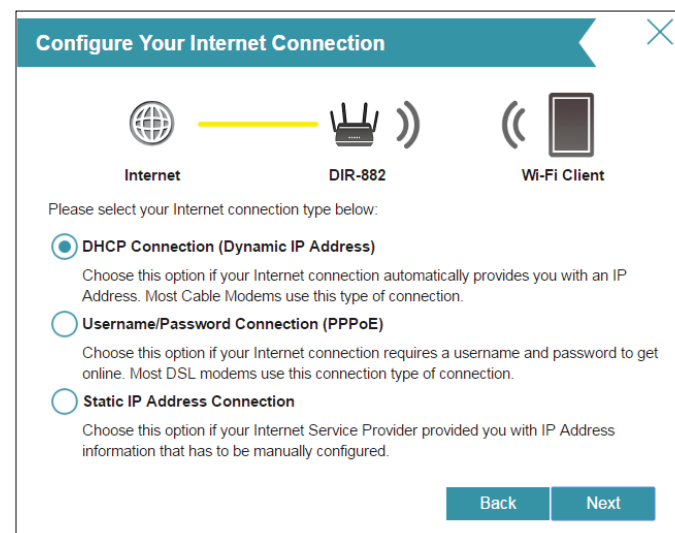 Configure Your Internet Connection
Internet
DIR-882
Wi-Fi Client
Please select your Internet connection type below:
DHCP Connection (Dynamic IP Address)
Choose this option if your Internet connection automatically provides you with an IP
Address. Most Cable Modems use this type of connection.
Username/Password Connection (PPPoE)
Choose this option if your Internet connection requires a username and password to get
online. Most DSL modems use this connection type of connection.
Static IP Address Connection
Choose this option if your Internet Service Provider provided you with IP Address
information that has to be manually configured.
Back
Next